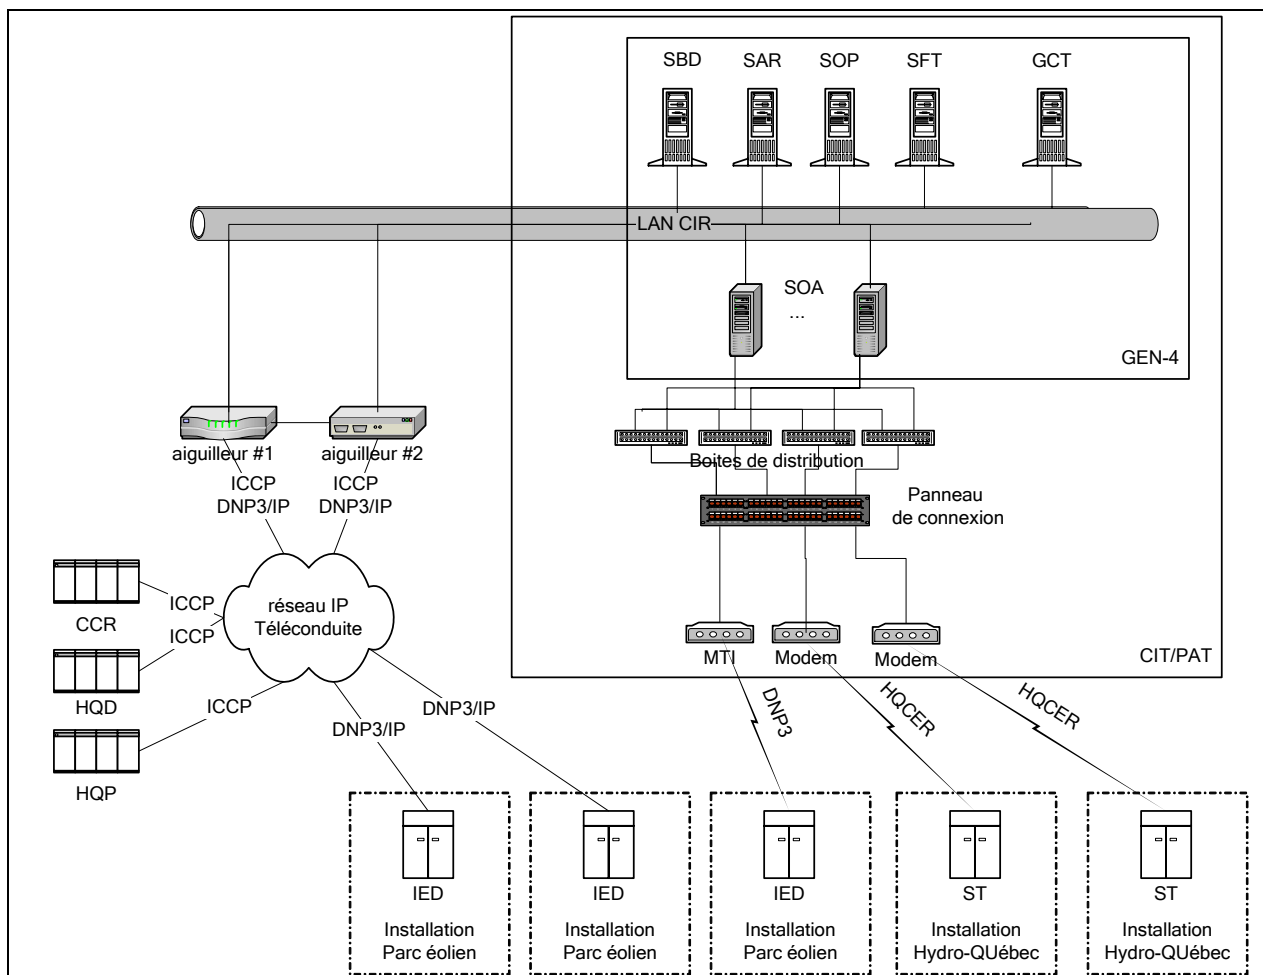 SBD
SAR
SOP
SFT
GCT
LAN CIR
SOA
...
GEN-4
aiguilleur #1
aiguilleur #2
Boites de distribution
ICCP
DNP3/IP
ICCP
DNP3/IP
Panneau
de connexion
CCR
ICCP
ICCP
réseau IP
Téléconduite
HQD
ICCP
HQP
MTI
Modem
Modem
CIT/PAT
DNP3/IP
DNP3/IP
DNP3
HQCER
HQCER
IED
Installation
Parc éolien
IED
Installation
Parc éolien
IED
Installation
Parc éolien
ST
Installation
Hydro-QUébec
ST
Installation
Hydro-QUébec